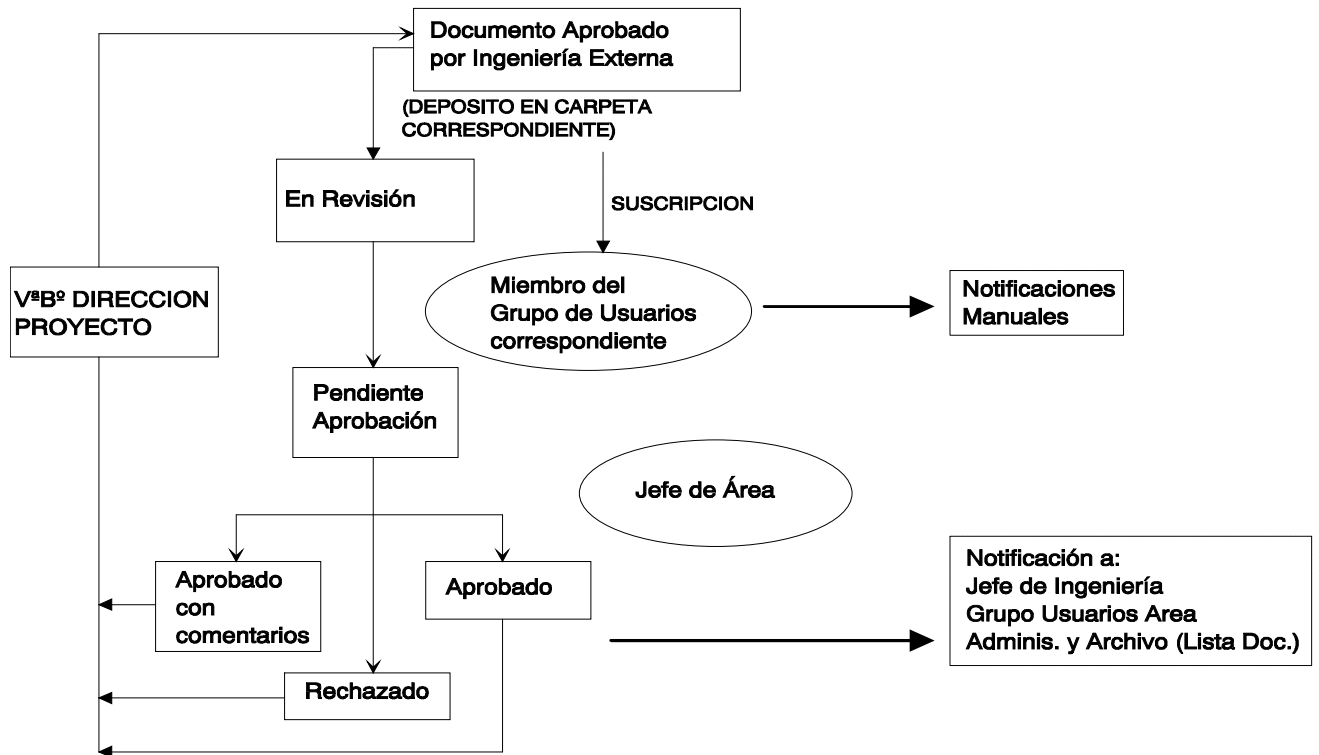 Documento Aprobado
por Ingeniería Externa
(DEPOSITO EN CARPETA
CORRESPONDIENTE)
En Revisión
SUSCRIPCION
VªBº DIRECCION
PROYECTO
Miembro del
Grupo de Usuarios
correspondiente
Notificaciones
Manuales
Pendiente
Aprobación
Jefe de Área
Aprobado
con
comentarios
Aprobado
Notificación a:
Jefe de Ingeniería
Grupo Usuarios Area
Adminis. y Archivo (Lista Doc.)
Rechazado